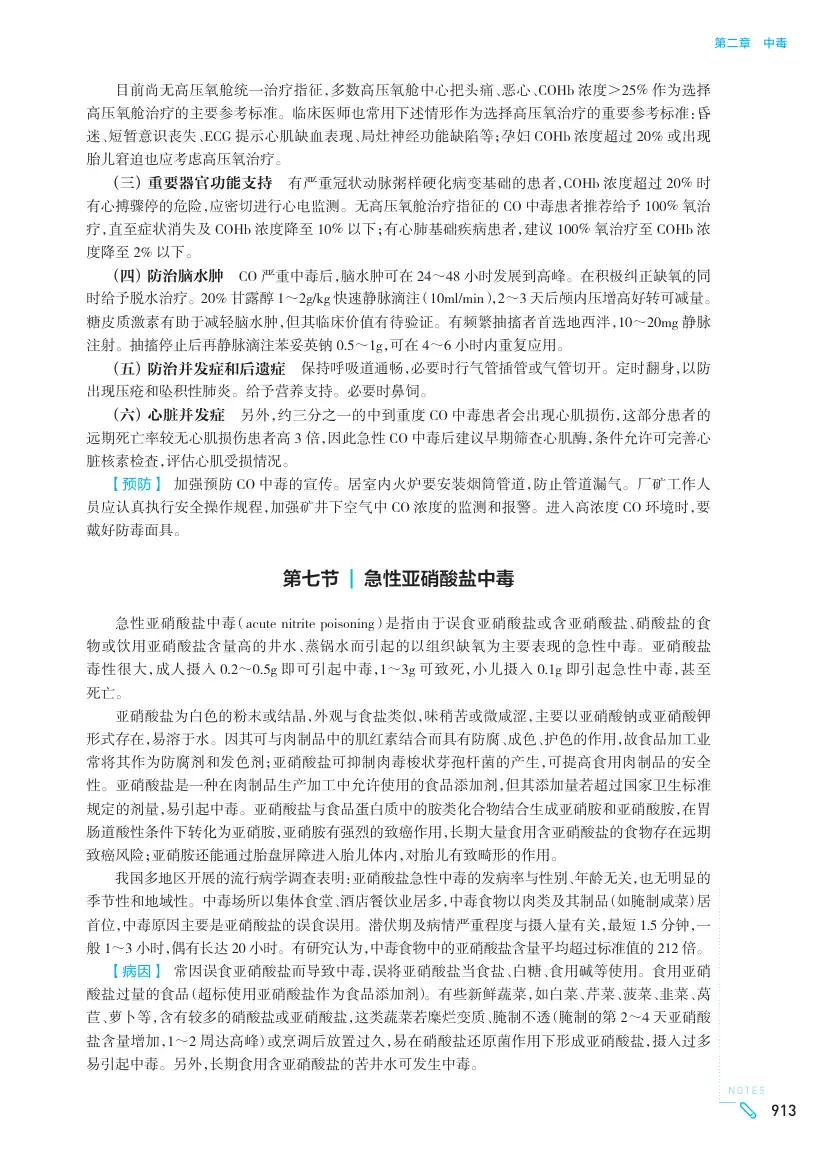 第二章　中毒
目前尚无高压氧舱统一治疗指征，多数高压氧舱中心把头痛、恶心、COHb 浓度＞25% 作为选择
高压氧舱治疗的主要参考标准。临床医师也常用下述情形作为选择高压氧治疗的重要参考标准：昏
迷、短暂意识丧失、ECG 提示心肌缺血表现、局灶神经功能缺陷等；孕妇 COHb 浓度超过 20% 或出现
胎儿窘迫也应考虑高压氧治疗。
（三）重要器官功能支持　有严重冠状动脉粥样硬化病变基础的患者，COHb 浓度超过 20% 时
有心搏骤停的危险，应密切进行心电监测。无高压氧舱治疗指征的 CO 中毒患者推荐给予 100% 氧治
疗，直至症状消失及 COHb 浓度降至 10% 以下；有心肺基础疾病患者，建议 100% 氧治疗至 COHb 浓
度降至 2% 以下。
（四）防治脑水肿　CO 严重中毒后，脑水肿可在 24～48 小时发展到高峰。在积极纠正缺氧的同
时给予脱水治疗。20% 甘露醇 1～2g/kg 快速静脉滴注（10ml/min），2～3 天后颅内压增高好转可减量。
糖皮质激素有助于减轻脑水肿，但其临床价值有待验证。有频繁抽搐者首选地西泮，10～20mg 静脉
注射。抽搐停止后再静脉滴注苯妥英钠 0.5～1g，可在 4～6 小时内重复应用。
（五）防治并发症和后遗症　保持呼吸道通畅，必要时行气管插管或气管切开。定时翻身，以防
出现压疮和坠积性肺炎。给予营养支持。必要时鼻饲。
（六）心脏并发症　另外，约三分之一的中到重度 CO 中毒患者会出现心肌损伤，这部分患者的
远期死亡率较无心肌损伤患者高 3 倍，因此急性 CO 中毒后建议早期筛查心肌酶，条件允许可完善心
脏核素检查，评估心肌受损情况。
【预防】　加强预防 CO 中毒的宣传。居室内火炉要安装烟筒管道，防止管道漏气。厂矿工作人
员应认真执行安全操作规程，加强矿井下空气中 CO 浓度的监测和报警。进入高浓度 CO 环境时，要
戴好防毒面具。
第七节｜急性亚硝酸盐中毒
急性亚硝酸盐中毒（acute nitrite poisoning）是指由于误食亚硝酸盐或含亚硝酸盐、硝酸盐的食
物或饮用亚硝酸盐含量高的井水、蒸锅水而引起的以组织缺氧为主要表现的急性中毒。亚硝酸盐
毒性很大，成人摄入 0.2～0.5g 即可引起中毒，1～3g 可致死，小儿摄入 0.1g 即引起急性中毒，甚至
死亡。
亚硝酸盐为白色的粉末或结晶，外观与食盐类似，味稍苦或微咸涩，主要以亚硝酸钠或亚硝酸钾
形式存在，易溶于水。因其可与肉制品中的肌红素结合而具有防腐、成色、护色的作用，故食品加工业
常将其作为防腐剂和发色剂；亚硝酸盐可抑制肉毒梭状芽孢杆菌的产生，可提高食用肉制品的安全
性。亚硝酸盐是一种在肉制品生产加工中允许使用的食品添加剂，但其添加量若超过国家卫生标准
规定的剂量，易引起中毒。亚硝酸盐与食品蛋白质中的胺类化合物结合生成亚硝胺和亚硝酸胺，在胃
肠道酸性条件下转化为亚硝胺，亚硝胺有强烈的致癌作用，长期大量食用含亚硝酸盐的食物存在远期
致癌风险；亚硝胺还能通过胎盘屏障进入胎儿体内，对胎儿有致畸形的作用。
我国多地区开展的流行病学调查表明：亚硝酸盐急性中毒的发病率与性别、年龄无关，也无明显的
季节性和地域性。中毒场所以集体食堂、酒店餐饮业居多，中毒食物以肉类及其制品（如腌制咸菜）居
首位，中毒原因主要是亚硝酸盐的误食误用。潜伏期及病情严重程度与摄入量有关，最短 1.5 分钟，一
般 1～3 小时，偶有长达 20 小时。有研究认为，中毒食物中的亚硝酸盐含量平均超过标准值的 212 倍。
【病因】　常因误食亚硝酸盐而导致中毒，误将亚硝酸盐当食盐、白糖、食用碱等使用。食用亚硝
酸盐过量的食品（超标使用亚硝酸盐作为食品添加剂）。有些新鲜蔬菜，如白菜、芹菜、菠菜、韭菜、莴
苣、萝卜等，含有较多的硝酸盐或亚硝酸盐，这类蔬菜若糜烂变质、腌制不透（腌制的第 2～4 天亚硝酸
盐含量增加，1～2 周达高峰）或烹调后放置过久，易在硝酸盐还原菌作用下形成亚硝酸盐，摄入过多
易引起中毒。另外，长期食用含亚硝酸盐的苦井水可发生中毒。
NOTES
913